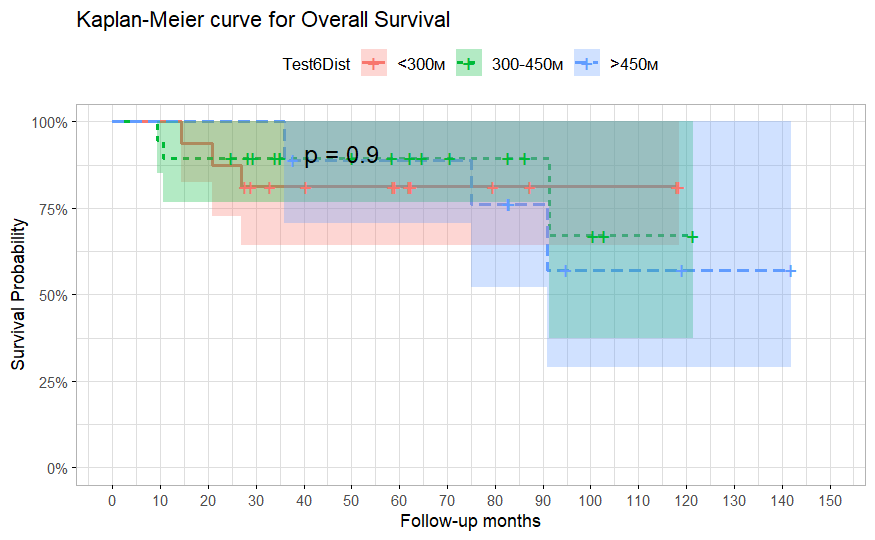 Kaplan-Meier curve for Overall Survival
Test6Dist <300м 300-450м >450м
100%
p = 0.9
75%
50%
25%
0%
Survival Probability
0 10 20 30 40 50 60 70 80 90 100 110 120 130 140 150
Follow-up months